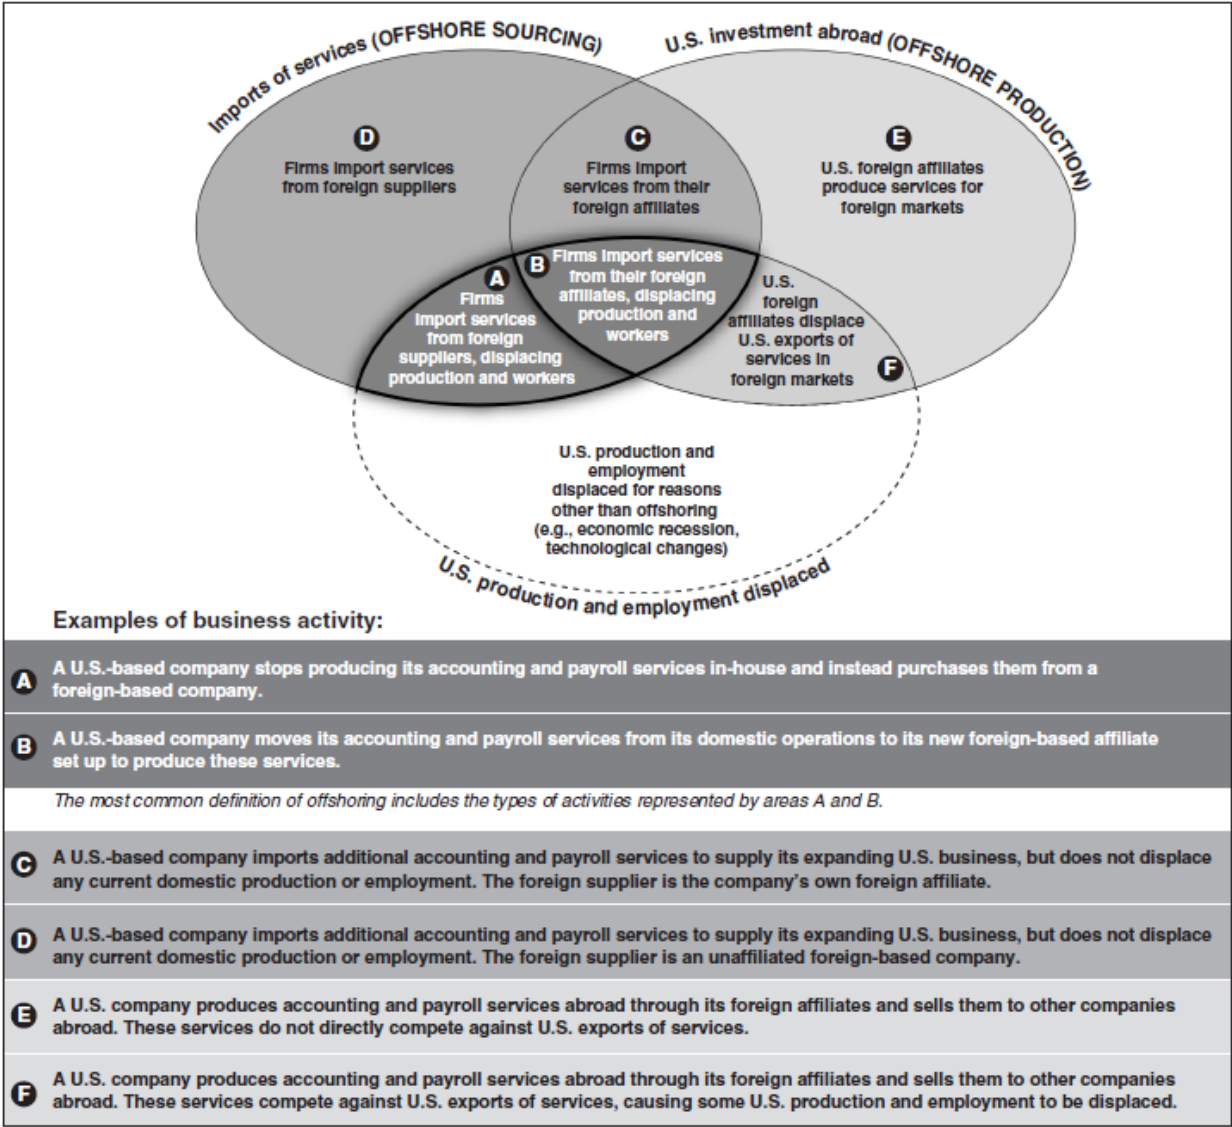 Imports of services (OFFSHORE SOURCING)
U.S. investment abroad (OFFSHORE PRODUCTION)
D
Firms import services
from foreign suppliers
C
Firms import
services from their
foreign affiliates
E
U.S. foreign affiliates
produce services for
foreign markets
A
Firms
import services
from foreign
suppliers, displacing
production and workers
B
Firms import services
from their foreign
affiliates, displacing
production and
workers
U.S.
foreign
affiliates displace
U.S. exports of
services in
foreign markets
F
U.S. production and
employment
displaced for reasons
other than offshoring
(e.g., economic recession,
technological changes)
U.S. production and employment displaced
Examples of business activity:
A
A U.S.-based company stops producing its accounting and payroll services in-house and instead purchases them from a
foreign-based company.
B
A U.S.-based company moves its accounting and payroll services from its domestic operations to its new foreign-based affiliate
set up to produce these services.
The most common definition of offshoring includes the types of activities represented by areas A and B.
C
A U.S.-based company imports additional accounting and payroll services to supply its expanding U.S. business, but does not displace
any current domestic production or employment. The foreign supplier is the company's own foreign affiliate.
D
A U.S.-based company imports additional accounting and payroll services to supply its expanding U.S. business, but does not displace
any current domestic production or employment. The foreign supplier is an unaffiliated foreign-based company.
E
A U.S. company produces accounting and payroll services abroad through its foreign affiliates and sells them to other companies
abroad. These services do not directly compete against U.S. exports of services.
F
A U.S. company produces accounting and payroll services abroad through its foreign affiliates and sells them to other companies
abroad. These services compete against U.S. exports of services, causing some U.S. production and employment to be displaced.